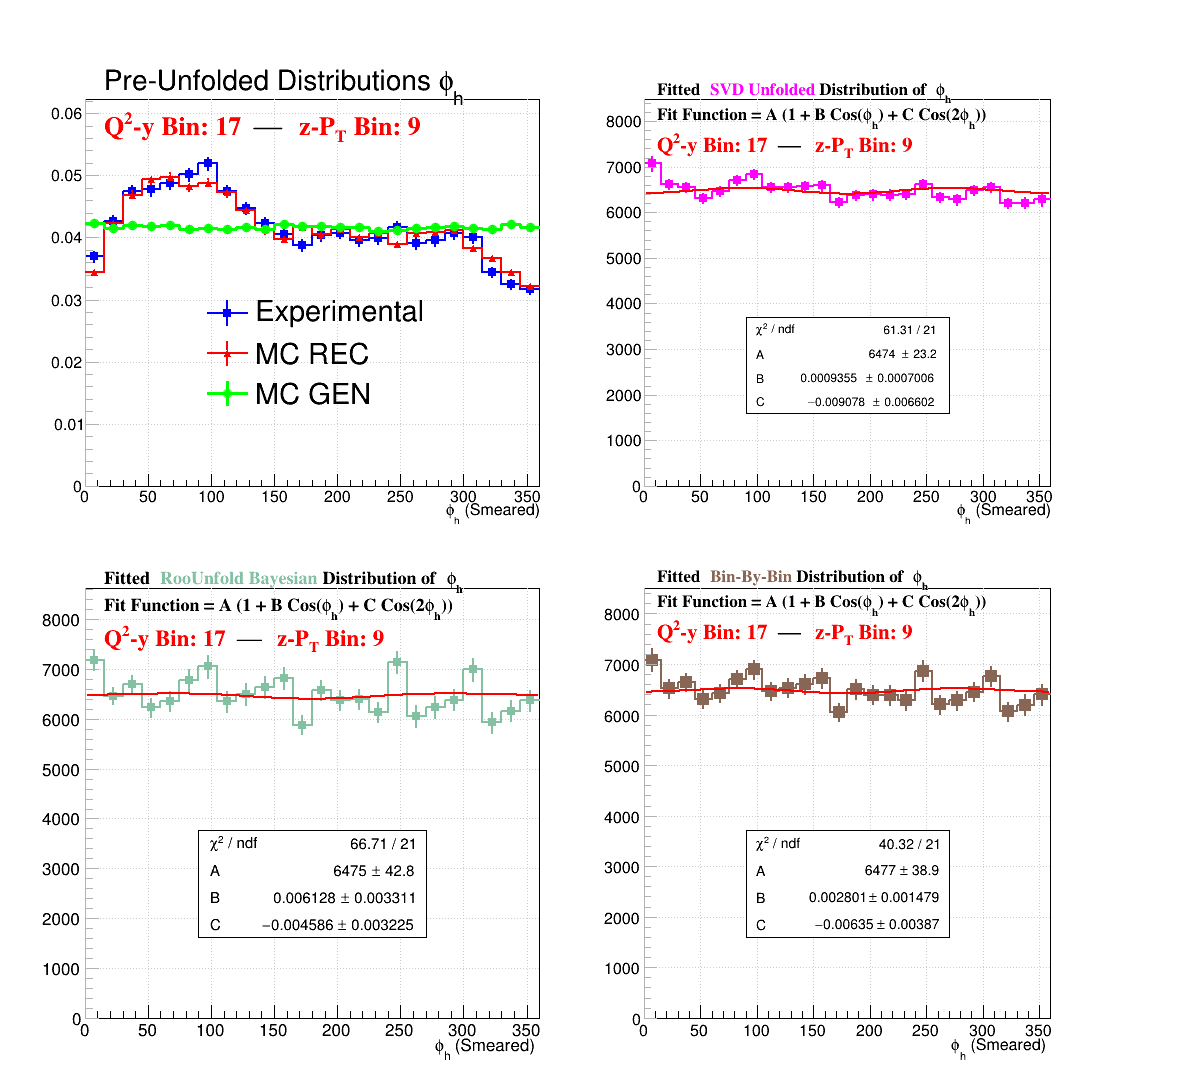 Pre-Unfolded Distributions ϕh
Q2-y Bin: 17 — z-PT Bin: 9
0.06
0.05
0.04
0.03
0.02
0.01
0
Experimental
MC REC
MC GEN
0 50 100 150 200 250 300 350
ϕh (Smeared)
Fitted SVD Unfolded Distribution of ϕh
Fit Function = A (1 + B Cos(ϕh) + C Cos(2ϕh))
Q2-y Bin: 17 — z-PT Bin: 9
8000
7000
6000
5000
4000
3000
2000
1000
0
χ2 / ndf 61.31 / 21
A 6474 ± 23.2
B 0.0009355 ± 0.0007006
C −0.009078 ± 0.006602
0 50 100 150 200 250 300 350
ϕh (Smeared)
Fitted RooUnfold Bayesian Distribution of ϕh
Fit Function = A (1 + B Cos(ϕh) + C Cos(2ϕh))
Q2-y Bin: 17 — z-PT Bin: 9
8000
7000
6000
5000
4000
3000
2000
1000
0
χ2 / ndf 66.71 / 21
A 6475 ± 42.8
B 0.006128 ± 0.003311
C −0.004586 ± 0.003225
0 50 100 150 200 250 300 350
ϕh (Smeared)
Fitted Bin-By-Bin Distribution of ϕh
Fit Function = A (1 + B Cos(ϕh) + C Cos(2ϕh))
Q2-y Bin: 17 — z-PT Bin: 9
8000
7000
6000
5000
4000
3000
2000
1000
0
χ2 / ndf 40.32 / 21
A 6477 ± 38.9
B 0.002801 ± 0.001479
C −0.00635 ± 0.00387
0 50 100 150 200 250 300 350
ϕh (Smeared)